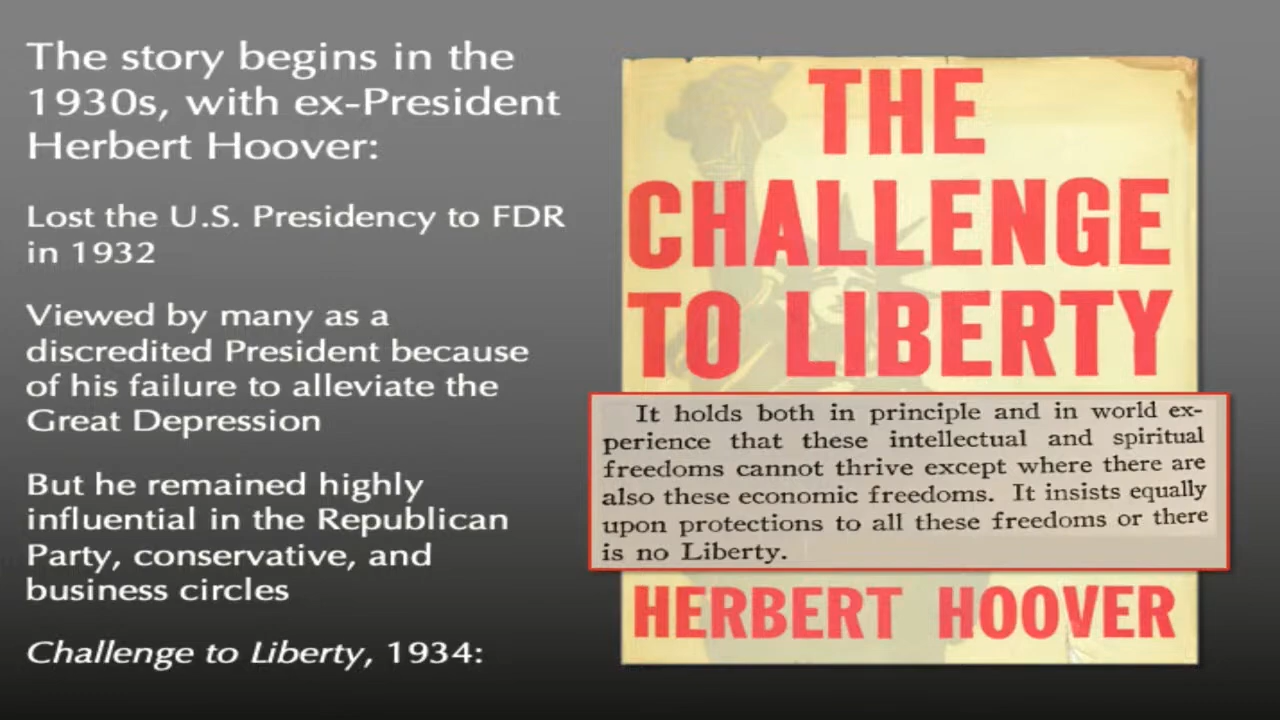 The story begins in the
1930s, with ex-President
Herbert Hoover:
Lost the U.S. Presidency to FDR
in 1932
Viewed by many as a
discredited President because
of his failure to alleviate the
Great Depression
But he remained highly
influential in the Republican
Party, conservative, and
business circles
Challenge to Liberty, 1934:
THE
CHALLENGE
TO LIBERTY
It holds both in principle and in world ex-
perience that these intellectual and spiritual
freedoms cannot thrive except where there are
also these economic freedoms. It insists equally
upon protections to all these freedoms or there
is no Liberty.
HERBERT HOOVER